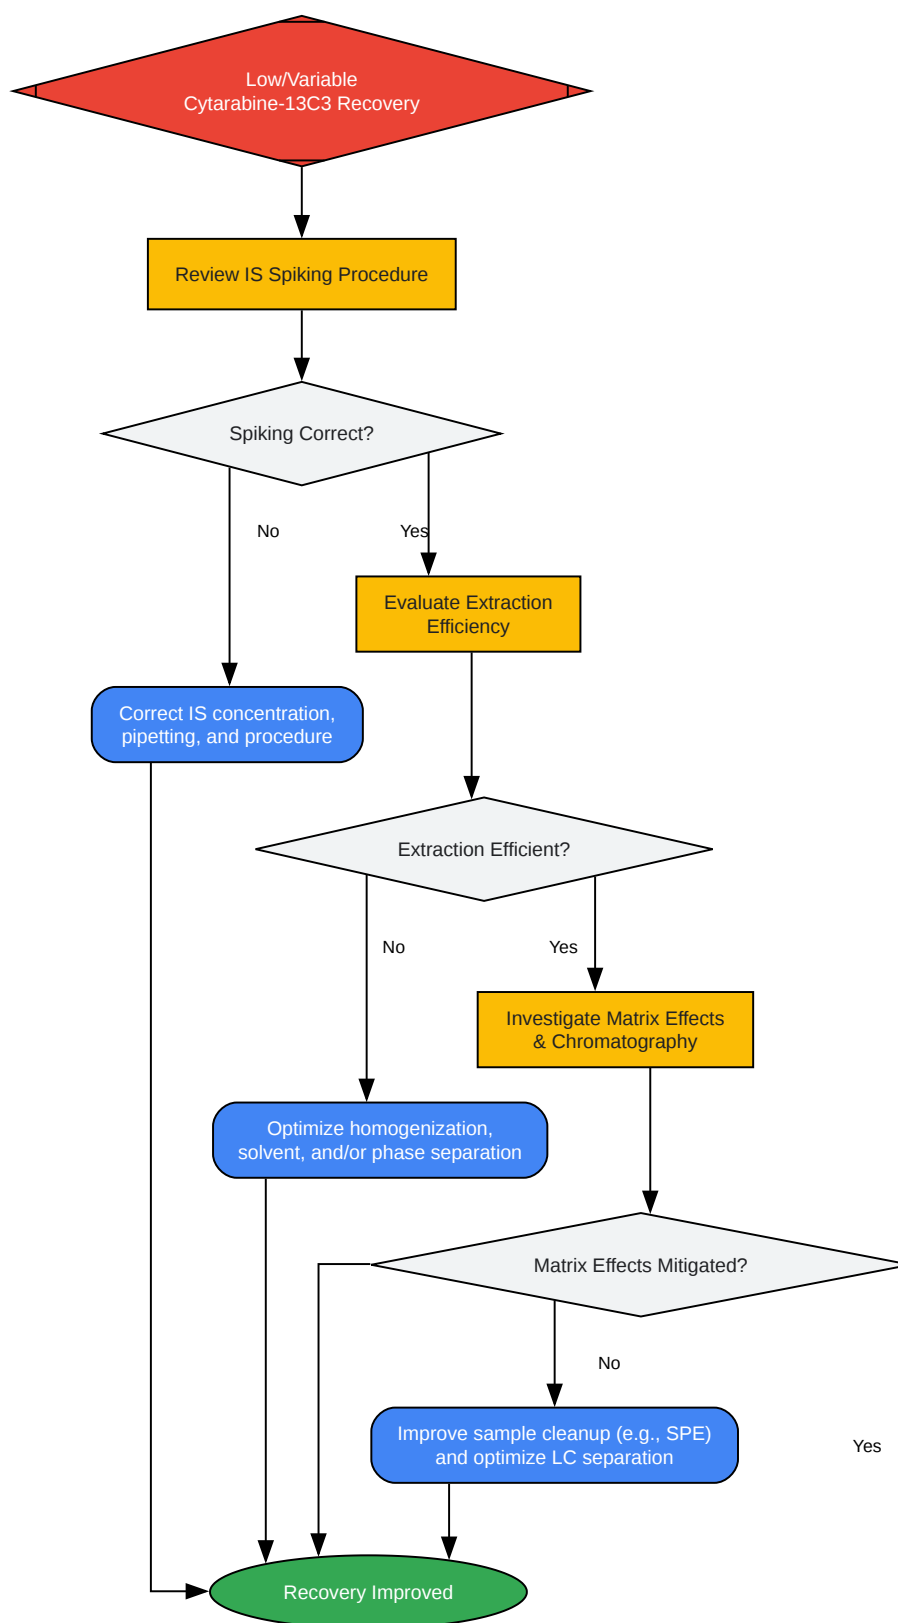 Low/Variable
Cytarabine-13C3 Recovery
Review IS Spiking Procedure
Spiking Correct?
No
Yes
Evaluate Extraction
Efficiency
Correct IS concentration,
pipetting, and procedure
Extraction Efficient?
No
Yes
Investigate Matrix Effects
& Chromatography
Optimize homogenization,
solvent, and/or phase separation
Matrix Effects Mitigated?
No
Improve sample cleanup (e.g., SPE)
and optimize LC separation
Yes
Recovery Improved